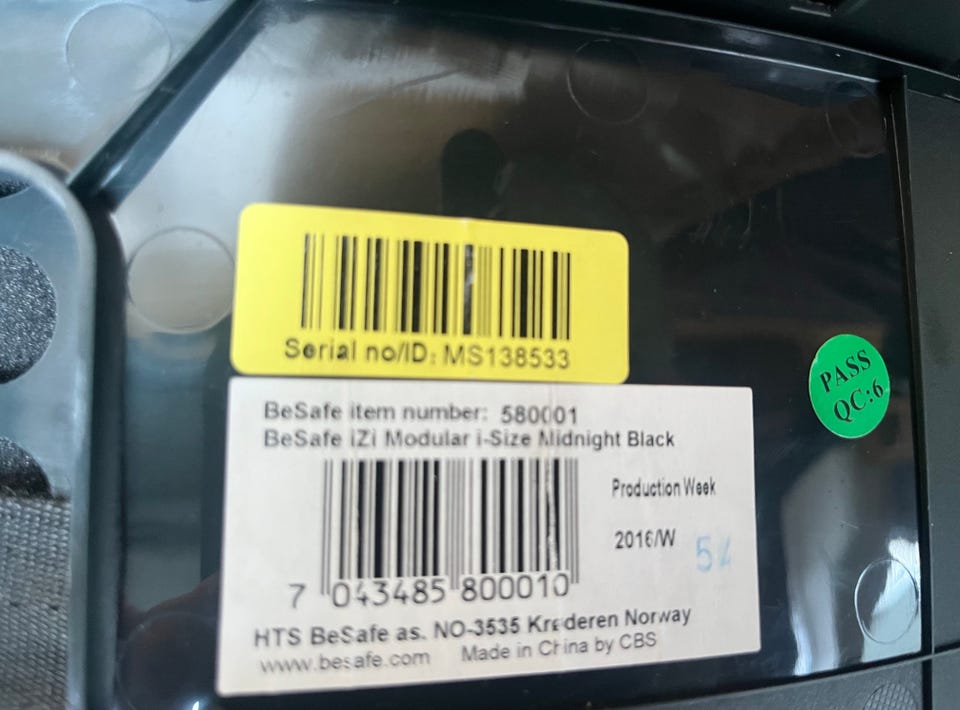 Serial no/ID: MS138533
BeSafe item number: 580001
BeSafe iZi Modular i-Size Midnight Black
Production Week
2016/W
7 043485 800010
HTS BeSafe as. NO-3535 Krøderen Norway
www.besafe.com Made in China by CBS
PASS
QC:6